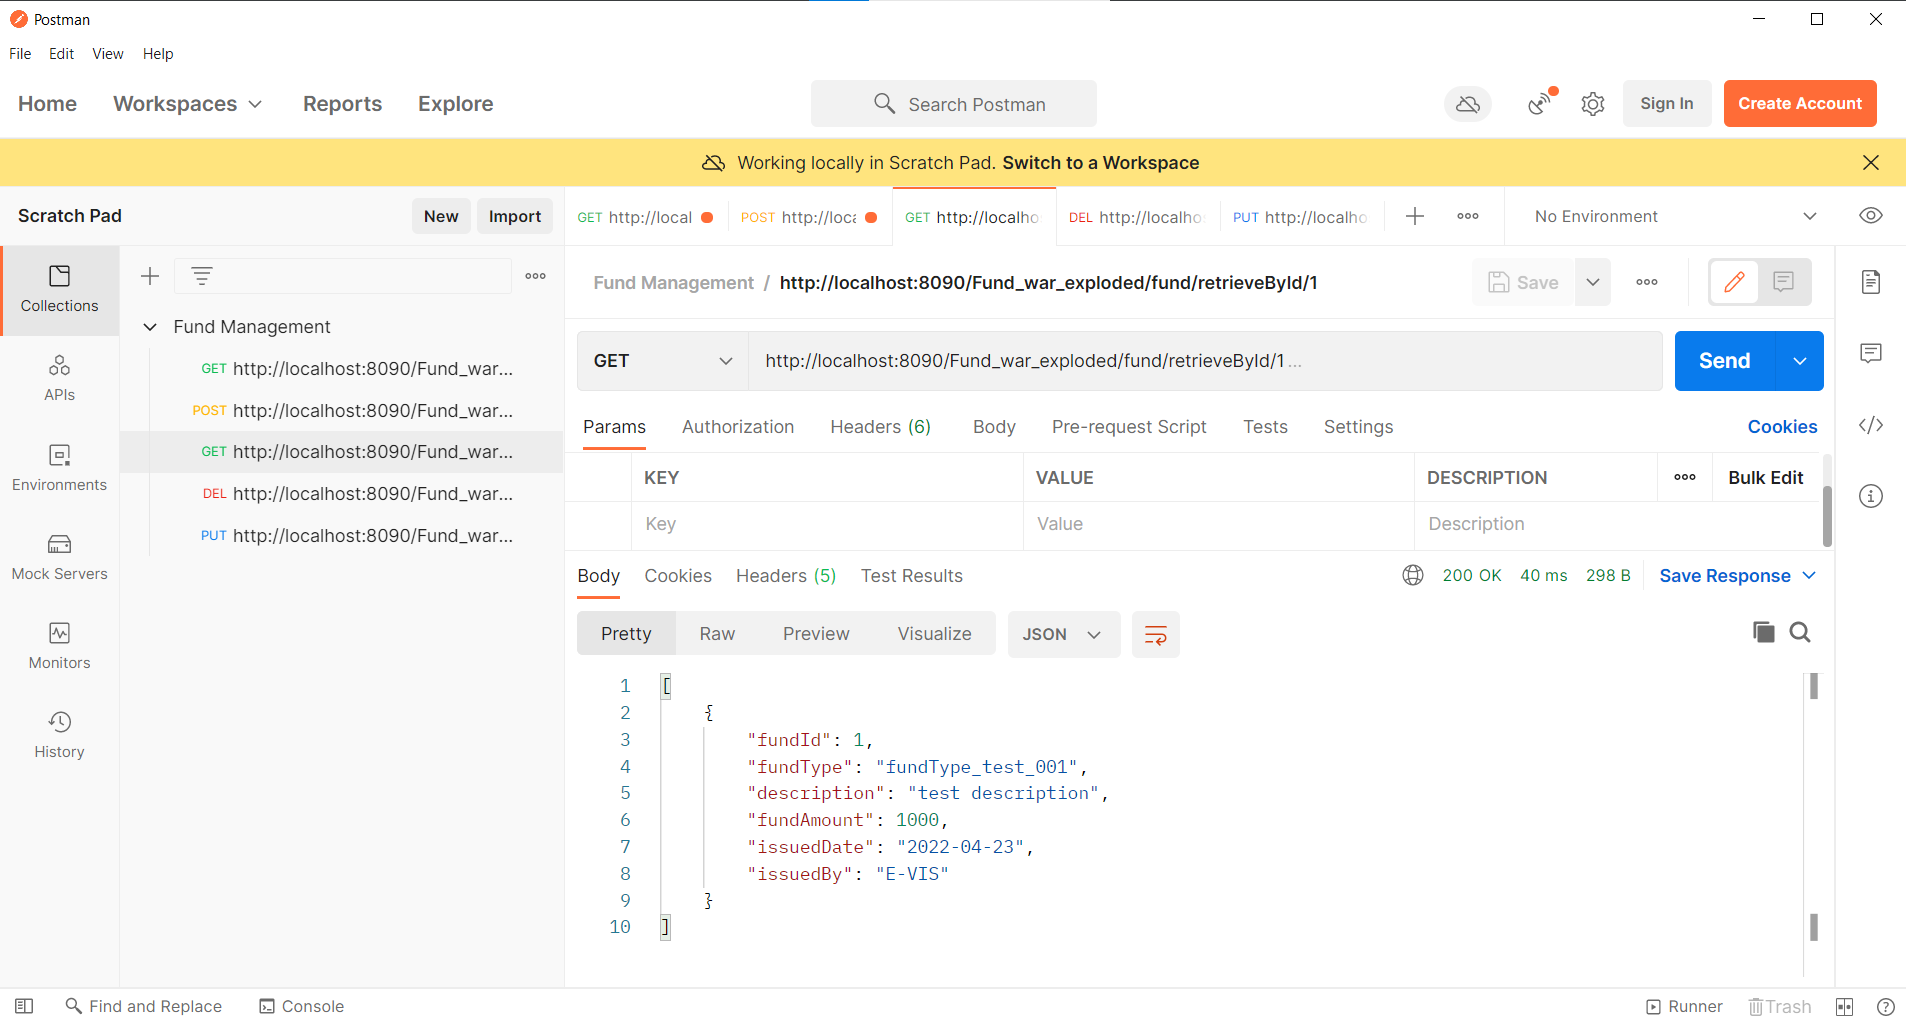 Postman
File Edit View Help
Home Workspaces Reports Explore Search Postman Sign In Create Account
Working locally in Scratch Pad. Switch to a Workspace
Scratch Pad New Import GET http://local POST http://loca GET http://localho DEL http://localhos PUT http://localho No Environment
Collections
APIs
Environments
Mock Servers
Monitors
History
Fund Management
GET http://localhost:8090/Fund_war...
POST http://localhost:8090/Fund_war...
GET http://localhost:8090/Fund_war...
DEL http://localhost:8090/Fund_war...
PUT http://localhost:8090/Fund_war...
Fund Management / http://localhost:8090/Fund_war_exploded/fund/retrieveById/1 Save
GET http://localhost:8090/Fund_war_exploded/fund/retrieveById/1 ... Send
Params Authorization Headers (6) Body Pre-request Script Tests Settings Cookies
KEY VALUE DESCRIPTION Bulk Edit
Key Value Description
Body Cookies Headers (5) Test Results 200 OK 40 ms 298 B Save Response
Pretty Raw Preview Visualize JSON
1 [
2 {
3 "fundId": 1,
4 "fundType": "fundType_test_001",
5 "description": "test description",
6 "fundAmount": 1000,
7 "issuedDate": "2022-04-23",
8 "issuedBy": "E-VIS"
9 }
10 ]
Find and Replace Console Runner Trash